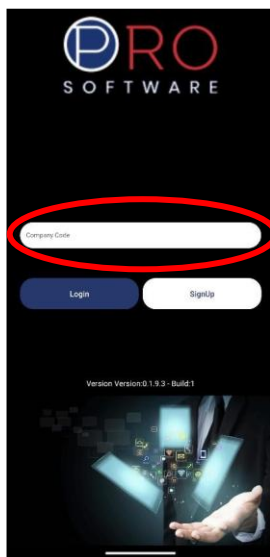 PRO
SOFTWARE
Company Code
Login
SignUp
Version Version:0.1.9.3 - Build:1